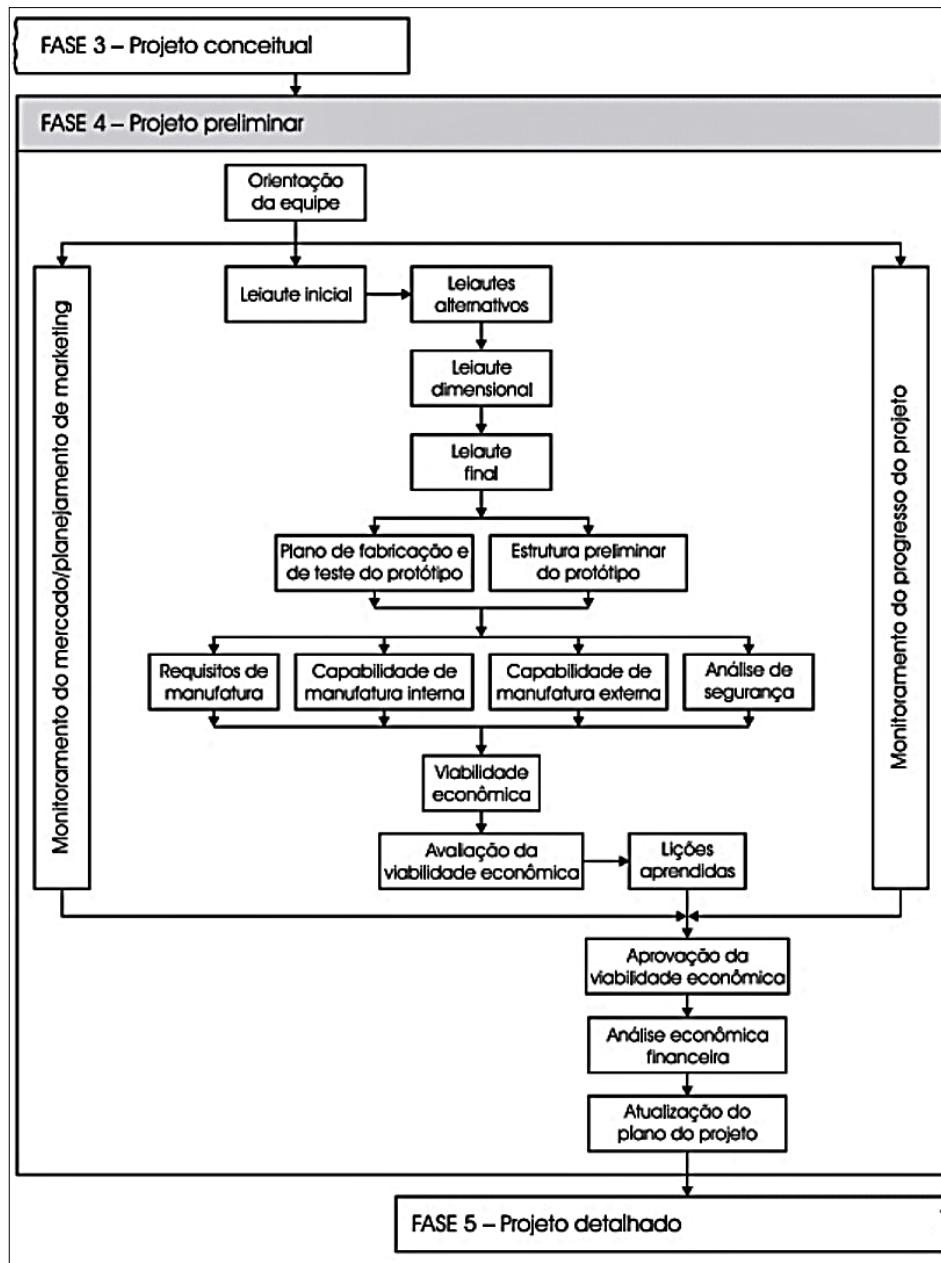 FASE 3 – Projeto conceitual
FASE 4 – Projeto preliminar
Orientação
da equipe
Monitoramento do mercado/planejamento de marketing
Leiaute inicial
Leiautes
alternativos
Leiaute
dimensional
Leiaute
final
Plano de fabricação e
de teste do protótipo
Estrutura preliminar
do protótipo
Requisitos de
manufatura
Capabilidade de
manufatura interna
Capabilidade de
manufatura externa
Análise de
segurança
Viabilidade
econômica
Avaliação da
viabilidade econômica
Lições
aprendidas
Monitoramento do progresso do projeto
Aprovação da
viabilidade econômica
Análise econômica
financeira
Atualização do
plano do projeto
FASE 5 – Projeto detalhado